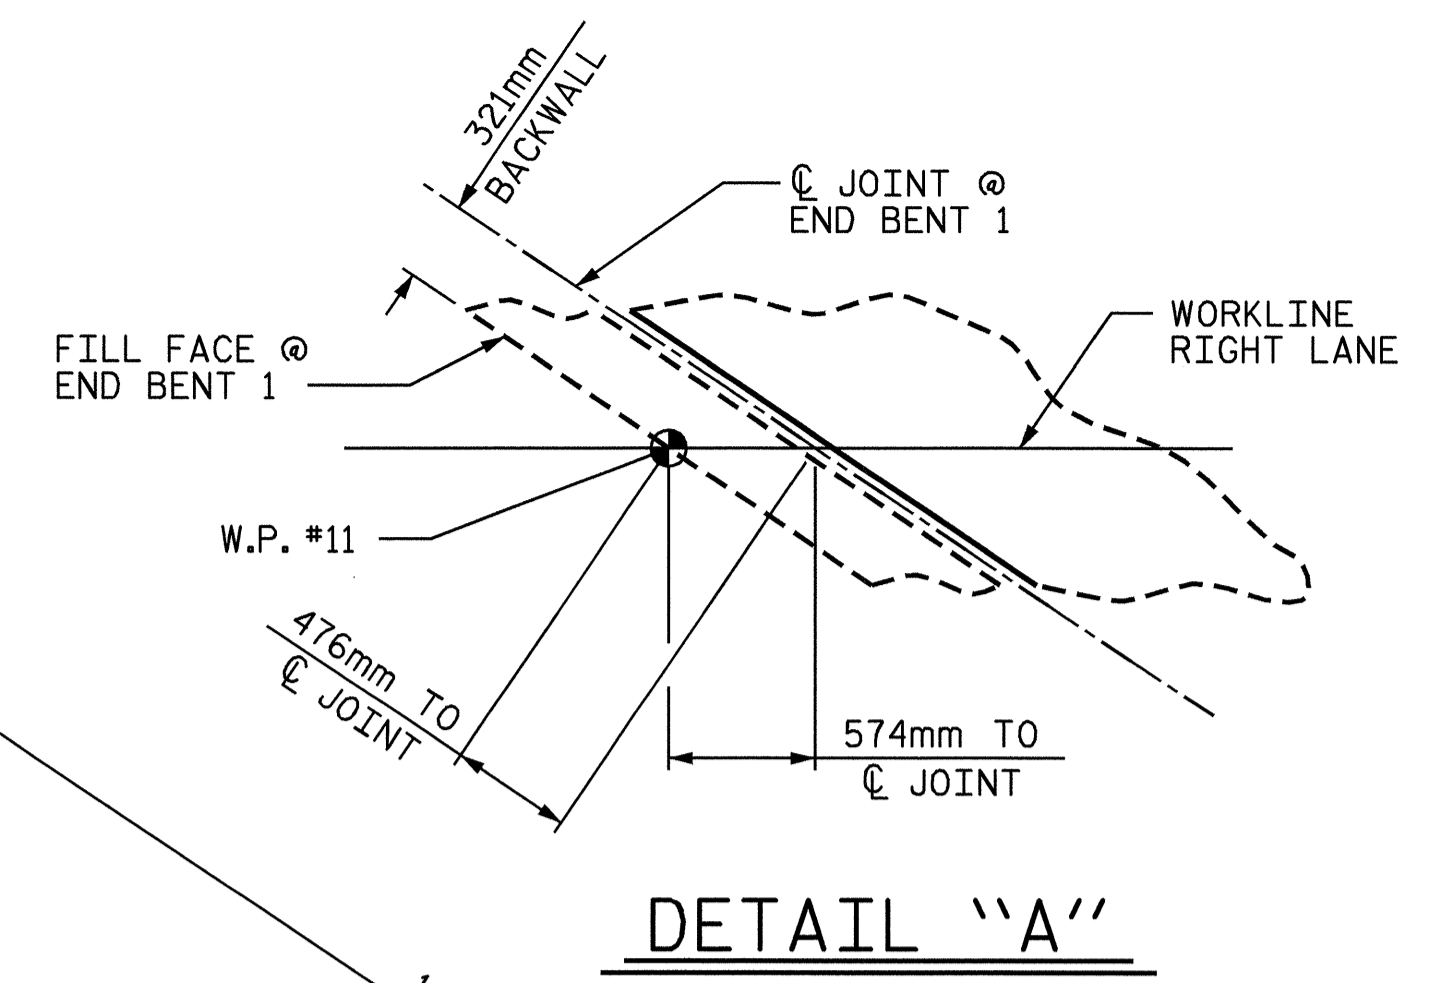 321mm
BACKWALL
℄ JOINT @
END BENT 1
WORKLINE
RIGHT LANE
FILL FACE @
END BENT 1
W.P. #11
476mm TO
℄ JOINT
574mm TO
℄ JOINT
DETAIL "A"